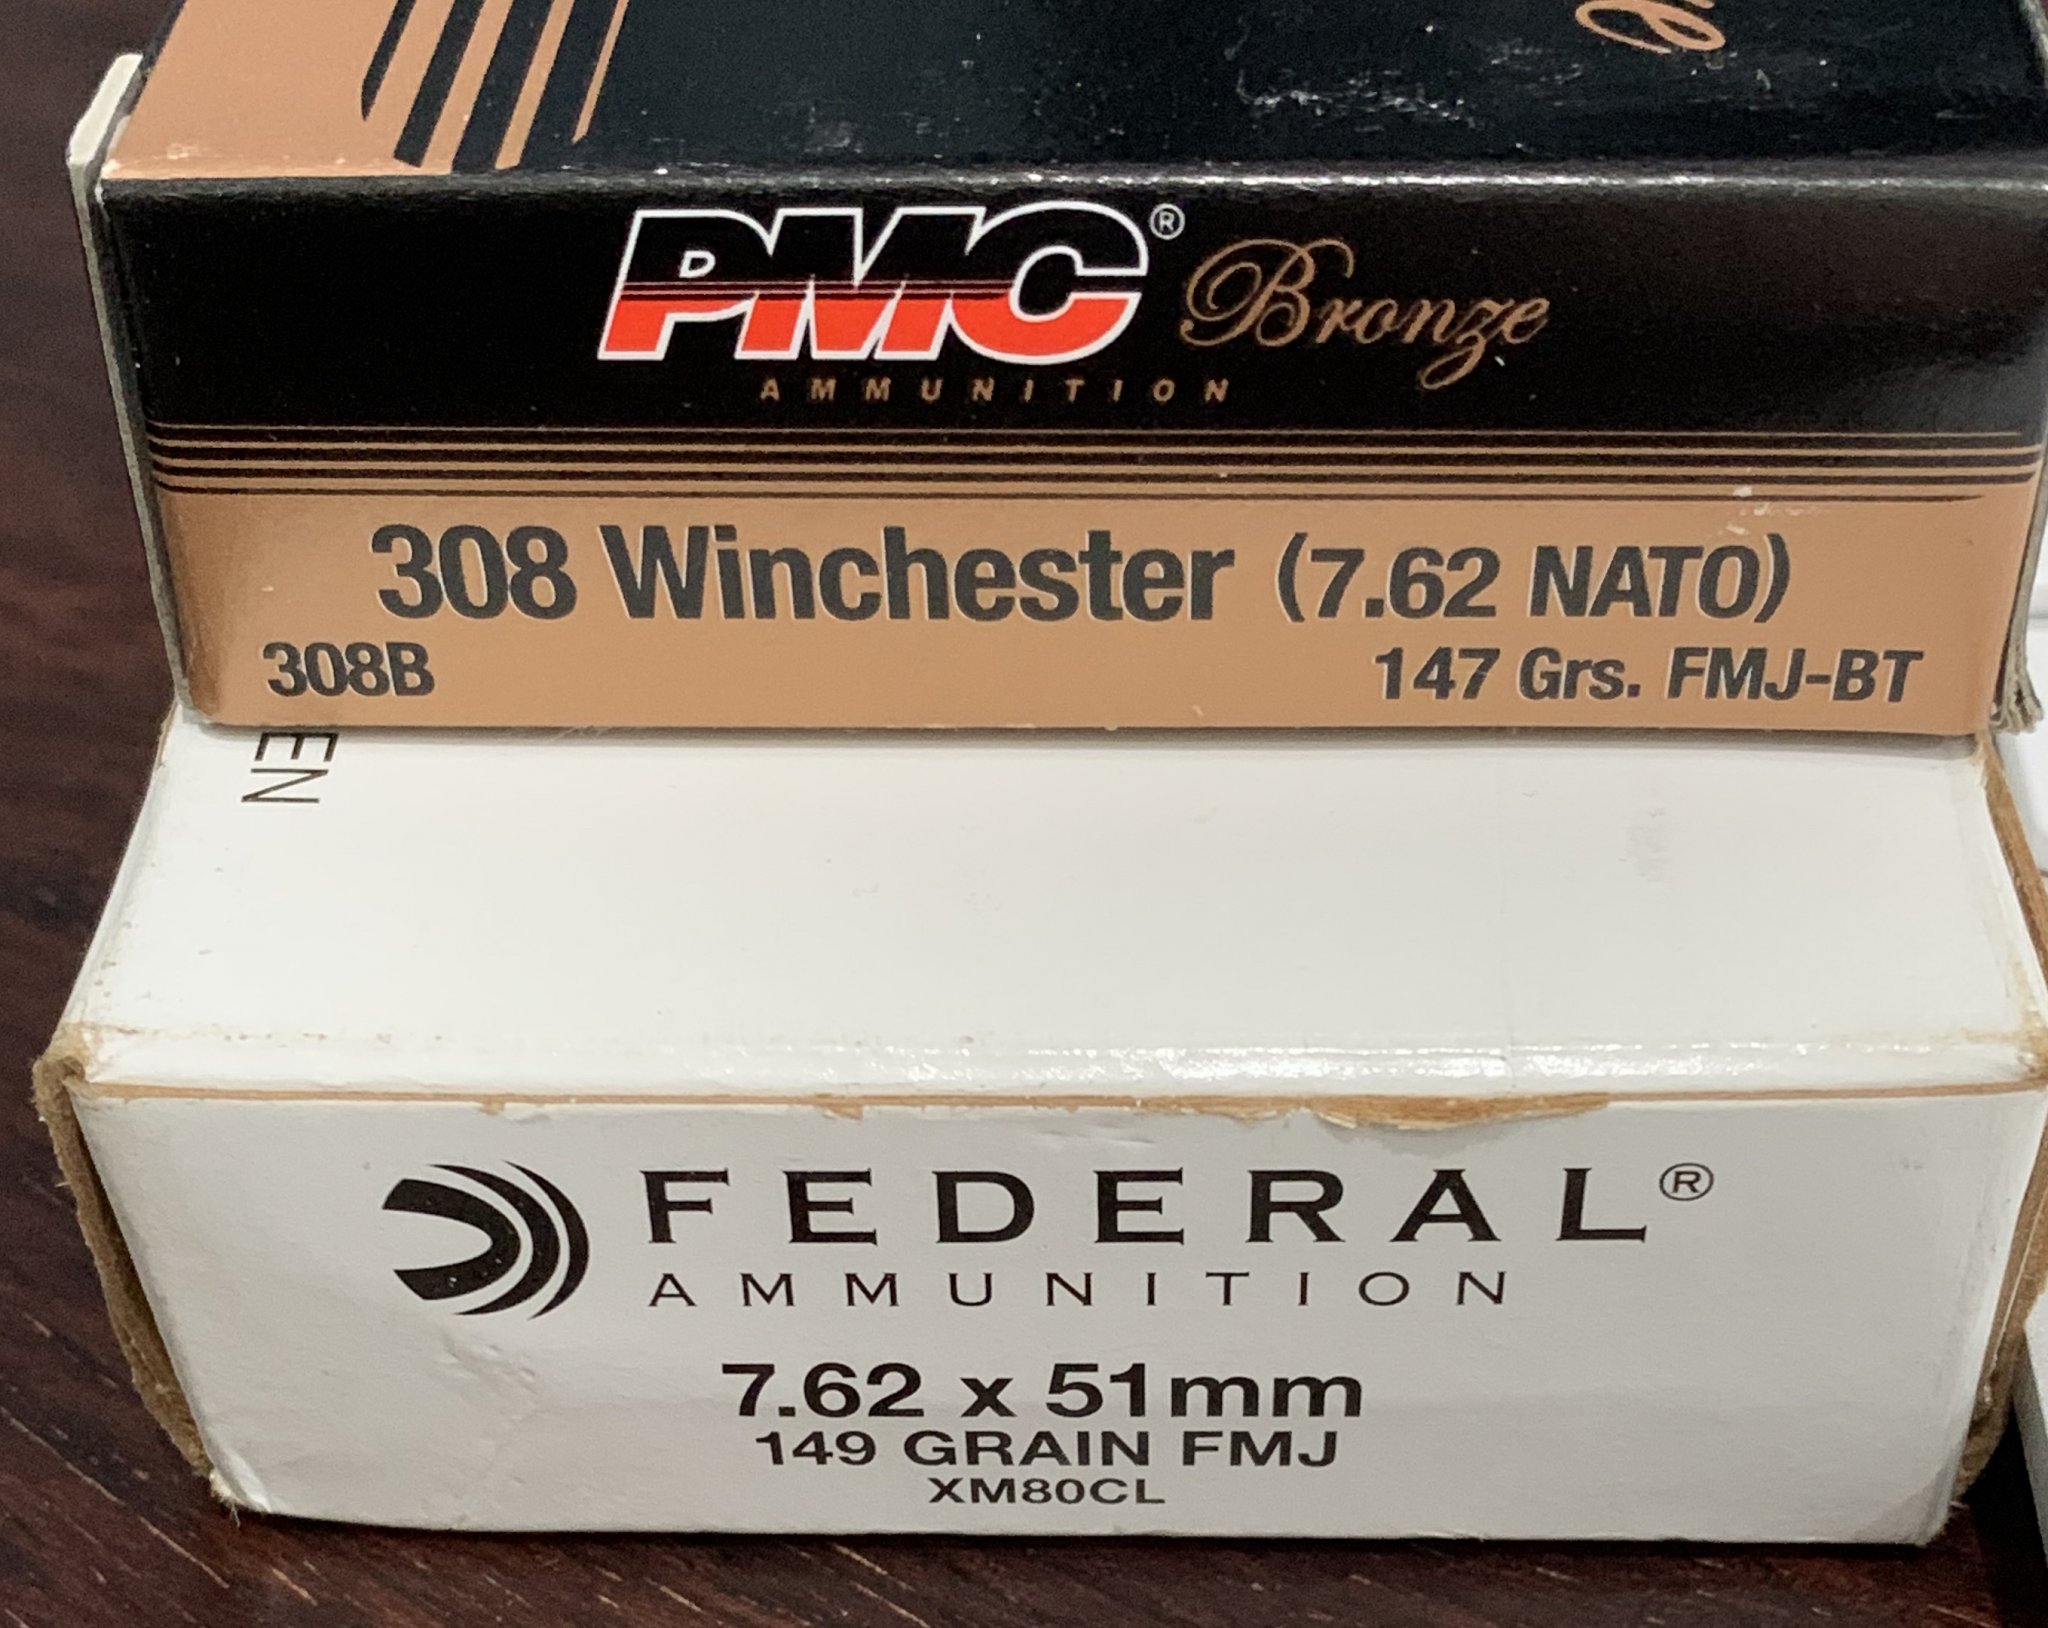 PMC® Bronze
AMMUNITION
308 Winchester (7.62 NATO)
308B 147 Grs. FMJ-BT
EN
FEDERAL®
AMMUNITION
7.62 x 51mm
149 GRAIN FMJ
XM80CL